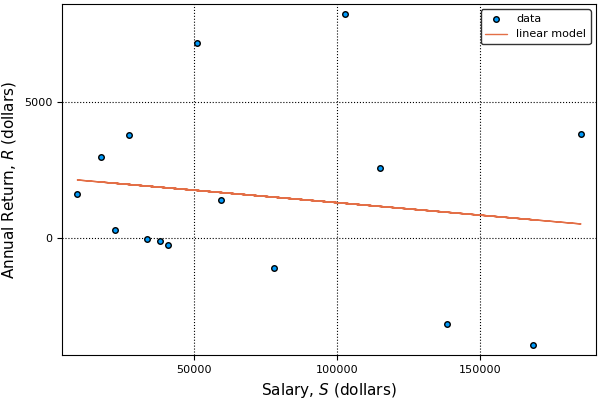 data
linear model
5000
0
Annual Return, R (dollars)
50000
100000
150000
Salary, S (dollars)